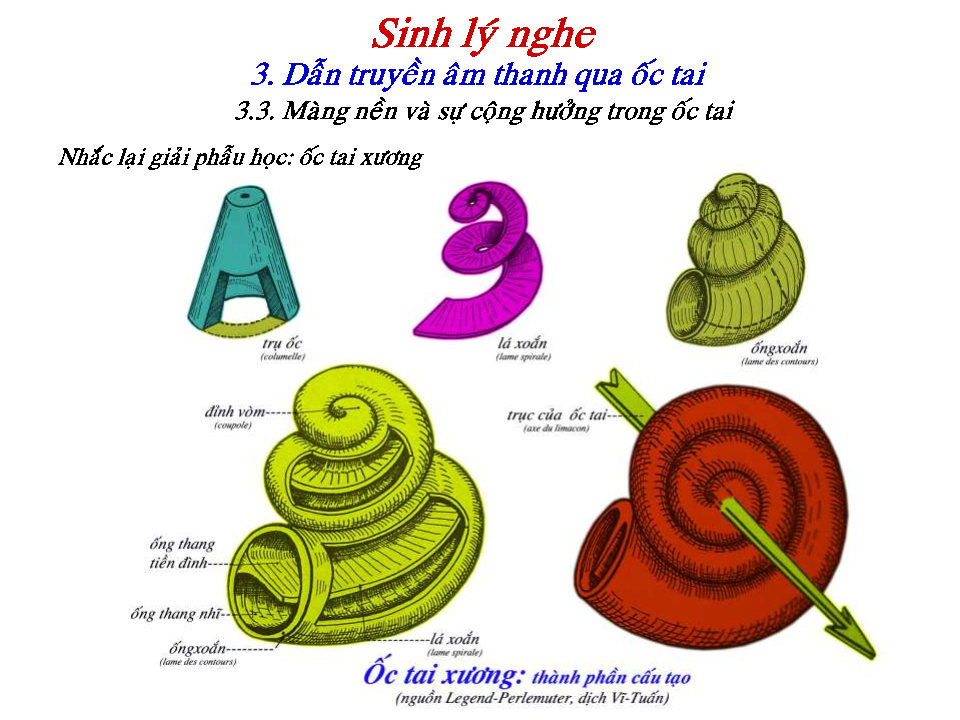 Sinh lý nghe
3. Dẫn truyền âm thanh qua ốc tai
3.3. Màng nền và sự cộng hưởng trong ốc tai
Nhắc lại giải phẫu học: ốc tai xương
trụ ốc
(columelle)
lá xoắn
(lame spirale)
ốngxoắn
(lame des contours)
đỉnh vòm
(coupole)
trục của ốc tai
(axe du limacon)
ống thang
tiền đình
ống thang nhĩ
ốngxoắn
(lame des contours)
lá xoắn
(lame spirale)
Ốc tai xương: thành phần cấu tạo
(nguồn Legend-Perlemuter, dịch Vĩ-Tuấn)